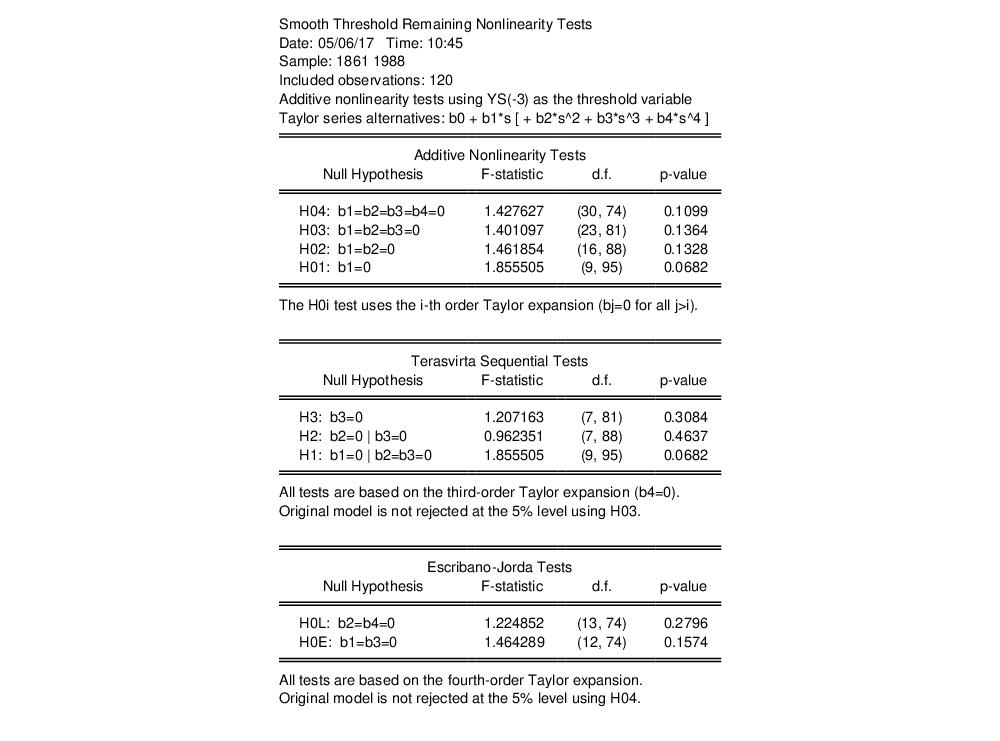 Smooth Threshold Remaining Nonlinearity Tests
Date: 05/06/17 Time: 10:45
Sample: 1861 1988
Included observations: 120
Additive nonlinearity tests using YS(-3) as the threshold variable
Taylor series alternatives: b0 + b1*s [ + b2*s^2 + b3*s^3 + b4*s^4 ]
Additive Nonlinearity Tests
Null Hypothesis F-statistic d.f. p-value
H04: b1=b2=b3=b4=0 1.427627 (30, 74) 0.1099
H03: b1=b2=b3=0 1.401097 (23, 81) 0.1364
H02: b1=b2=0 1.461854 (16, 88) 0.1328
H01: b1=0 1.855505 (9, 95) 0.0682
The H0i test uses the i-th order Taylor expansion (bj=0 for all j>i).
Terasvirta Sequential Tests
Null Hypothesis F-statistic d.f. p-value
H3: b3=0 1.207163 (7, 81) 0.3084
H2: b2=0 | b3=0 0.962351 (7, 88) 0.4637
H1: b1=0 | b2=b3=0 1.855505 (9, 95) 0.0682
All tests are based on the third-order Taylor expansion (b4=0).
Original model is not rejected at the 5% level using H03.
Escribano-Jorda Tests
Null Hypothesis F-statistic d.f. p-value
H0L: b2=b4=0 1.224852 (13, 74) 0.2796
H0E: b1=b3=0 1.464289 (12, 74) 0.1574
All tests are based on the fourth-order Taylor expansion.
Original model is not rejected at the 5% level using H04.